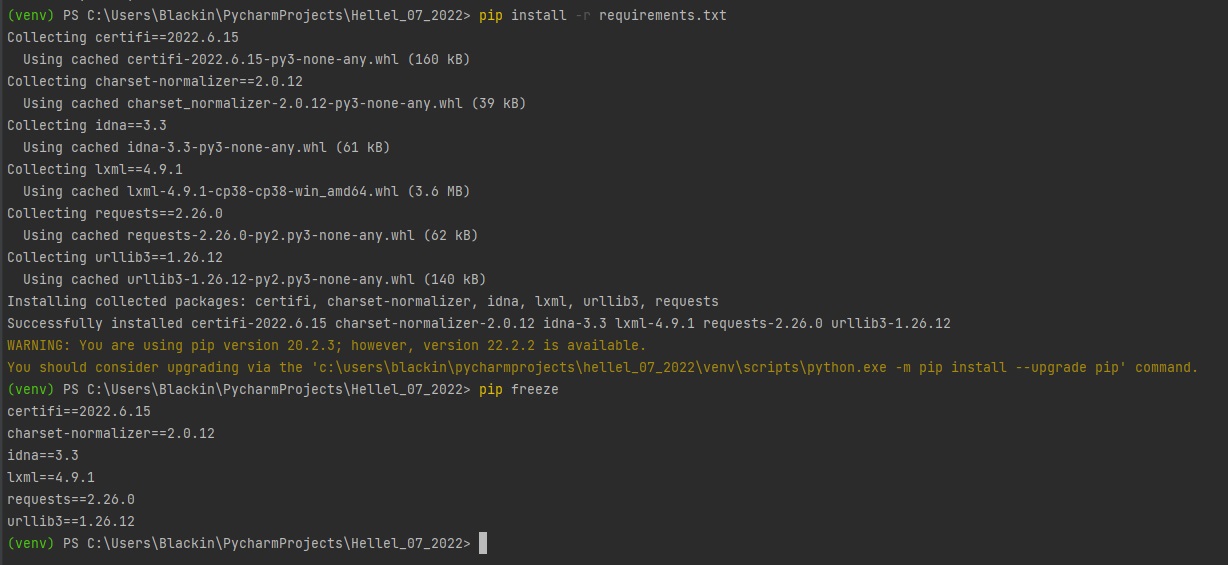 (venv) PS C:\Users\Blackin\PycharmProjects\Hellel_07_2022> pip install -r requirements.txt
Collecting certifi==2022.6.15
  Using cached certifi-2022.6.15-py3-none-any.whl (160 kB)
Collecting charset-normalizer==2.0.12
  Using cached charset_normalizer-2.0.12-py3-none-any.whl (39 kB)
Collecting idna==3.3
  Using cached idna-3.3-py3-none-any.whl (61 kB)
Collecting lxml==4.9.1
  Using cached lxml-4.9.1-cp38-cp38-win_amd64.whl (3.6 MB)
Collecting requests==2.26.0
  Using cached requests-2.26.0-py2.py3-none-any.whl (62 kB)
Collecting urllib3==1.26.12
  Using cached urllib3-1.26.12-py2.py3-none-any.whl (140 kB)
Installing collected packages: certifi, charset-normalizer, idna, lxml, urllib3, requests
Successfully installed certifi-2022.6.15 charset-normalizer-2.0.12 idna-3.3 lxml-4.9.1 requests-2.26.0 urllib3-1.26.12
WARNING: You are using pip version 20.2.3; however, version 22.2.2 is available.
You should consider upgrading via the 'c:\users\blackin\pycharmprojects\hellel_07_2022\venv\scripts\python.exe -m pip install --upgrade pip' command.
(venv) PS C:\Users\Blackin\PycharmProjects\Hellel_07_2022> pip freeze
certifi==2022.6.15
charset-normalizer==2.0.12
idna==3.3
lxml==4.9.1
requests==2.26.0
urllib3==1.26.12
(venv) PS C:\Users\Blackin\PycharmProjects\Hellel_07_2022>